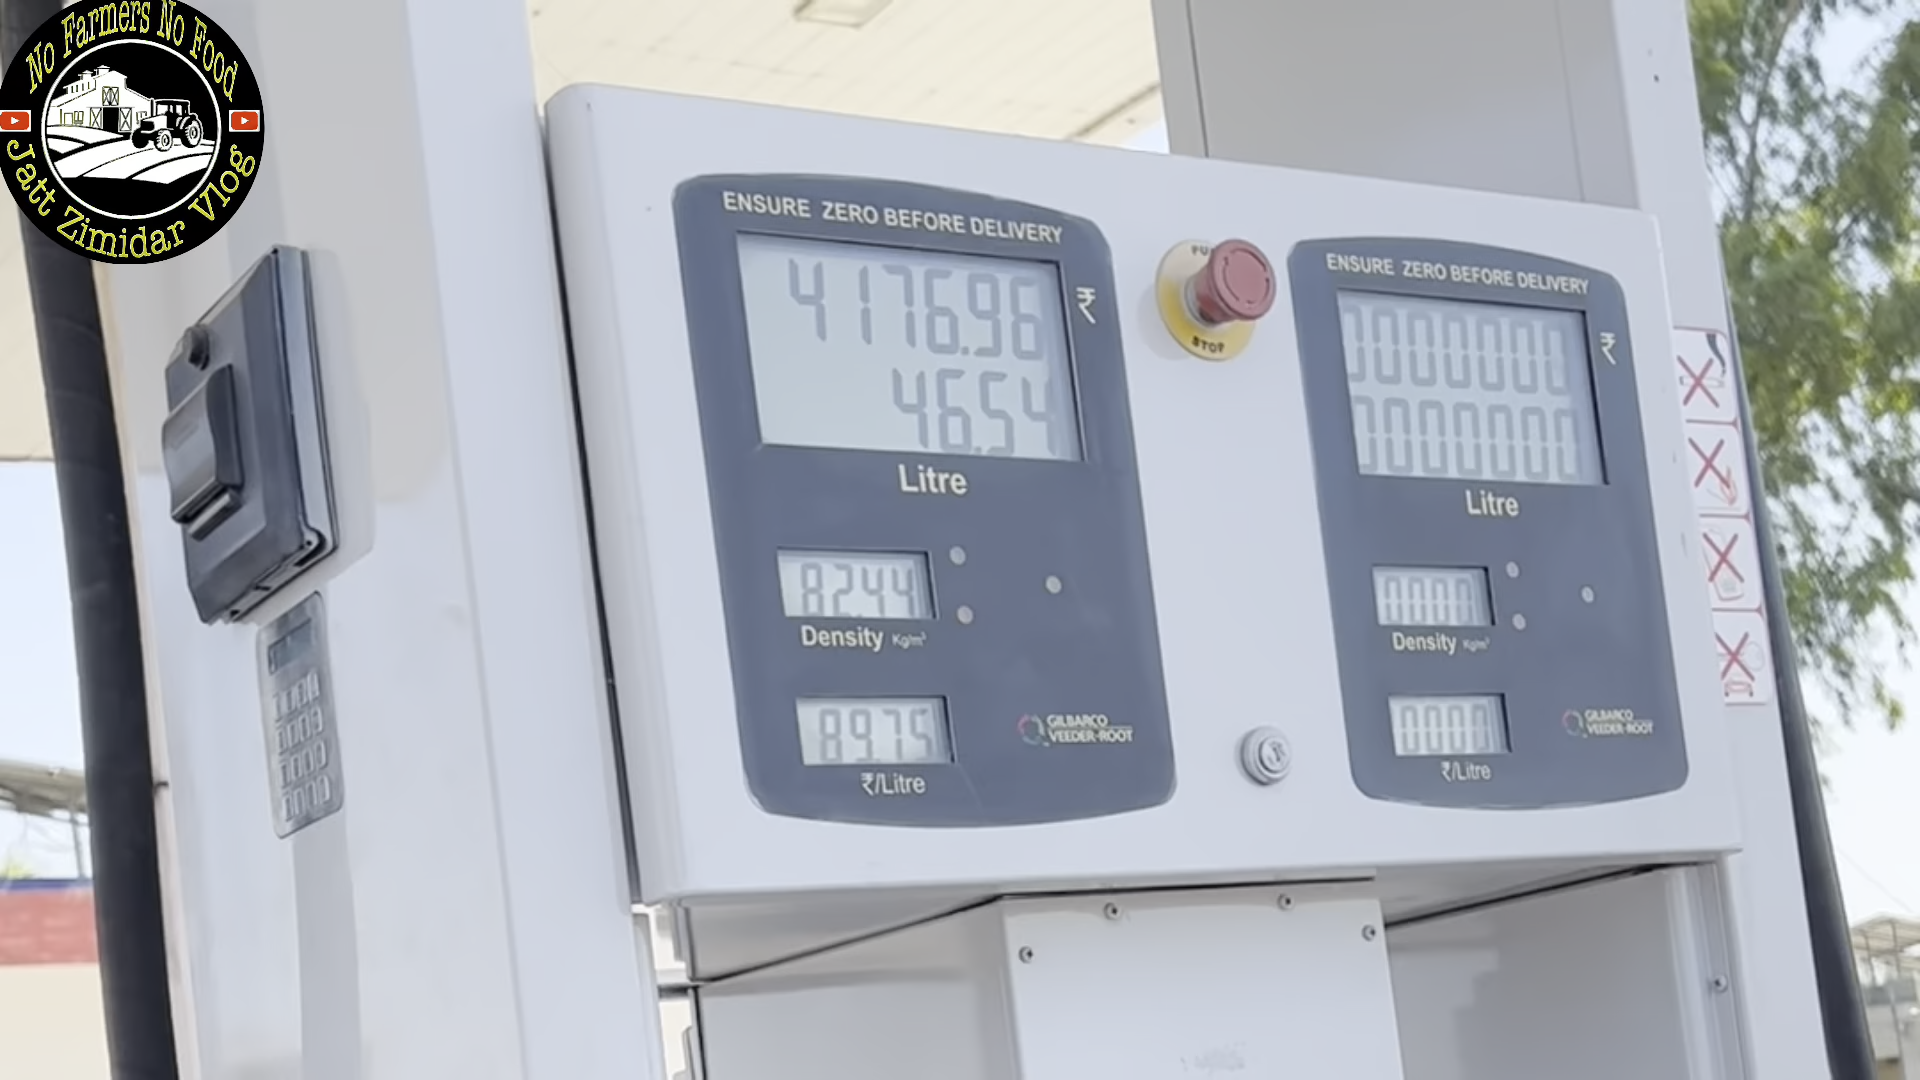 No Farmers No Food
Jatt Zimidar Vlog
ENSURE ZERO BEFORE DELIVERY
4176.96
₹
46.54
Litre
82.44
Density Kg/m³
89.75
₹/Litre
GILBARCO
VEEDER-ROOT
STOP
ENSURE ZERO BEFORE DELIVERY
0000000
₹
0000000
Litre
0000
Density Kg/m³
0000
₹/Litre
GILBARCO
VEEDER-ROOT